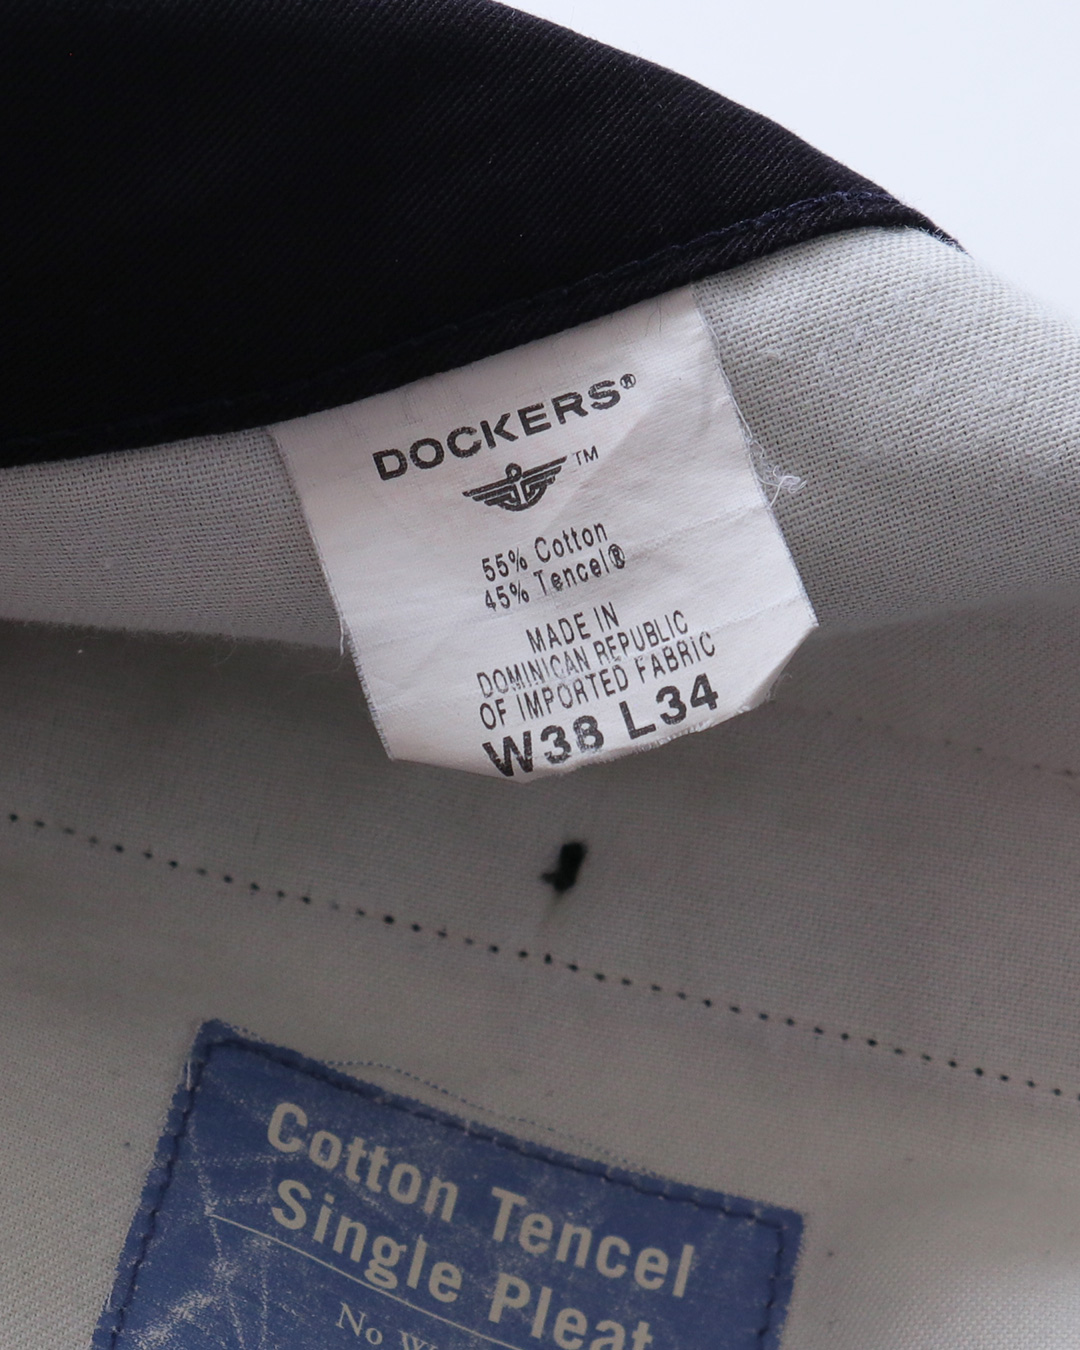 DOCKERS®
TM
55% Cotton
45% Tencel®
MADE IN
DOMINICAN REPUBLIC
OF IMPORTED FABRIC
W38 L34
Cotton Tencel
Single Pleat
No